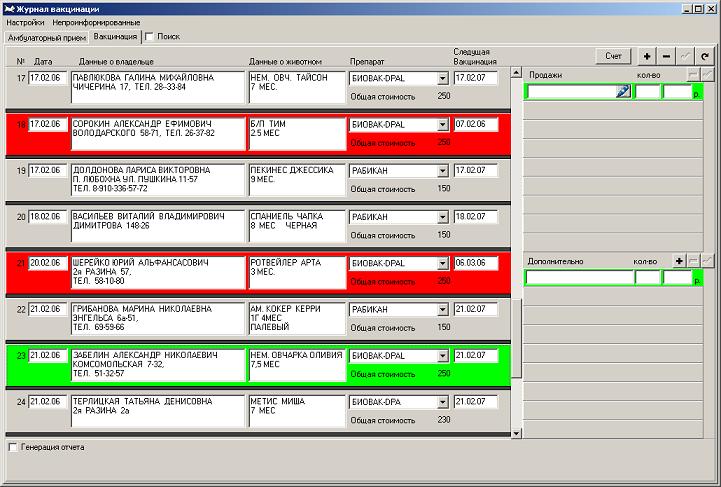 Журнал вакцинации
Настройки Непроинформированные
Амбулаторный прием Вакцинация Поиск
Счет
№ Дата Данные о владельце Данные о животном Препарат Следущая Вакцинация
17 17.02.06 ПАВЛЮКОВА ГАЛИНА МИХАЙЛОВНА НЕМ. ОВЧ. ТАЙСОН БИОВАК-DPAL 17.02.07
ЧИЧЕРИНА 17, ТЕЛ. 28--33-84 7 МЕС.
Общая стоимость 250
18 17.02.06 СОРОКИН АЛЕКСАНДР ЕФИМОВИЧ Б/П ТИМ БИОВАК-DPAL 07.02.06
ВОЛОДАРСКОГО 58-71, ТЕЛ. 26-37-82 2.5 МЕС
Общая стоимость 250
19 17.02.06 ДОЛДОНОВА ЛАРИСА ВИКТОРОВНА ПЕКИНЕС ДЖЕССИКА РАБИКАН 17.02.07
П. ЛЮБОХНА УЛ. ПУШКИНА 11-57 9 МЕС.
ТЕЛ. 8-910-336-57-72
Общая стоимость 150
20 18.02.06 ВАСИЛЬЕВ ВИТАЛИЙ ВЛАДИМИРОВИЧ СПАНИЕЛЬ ЧАПКА РАБИКАН 18.02.07
ДИМИТРОВА 148-26 8 МЕС ЧЕРНАЯ
Общая стоимость 150
21 20.02.06 ШЕРЕЙКО ЮРИЙ АЛЬФАНСАСОВИЧ РОТВЕЙЛЕР АРТА БИОВАК-DPAL 06.03.06
2я РАЗИНА 57, 3 МЕС.
ТЕЛ. 58-10-80
Общая стоимость 250
22 21.02.06 ГРИБАНОВА МАРИНА НИКОЛАЕВНА АМ. КОКЕР КЕРРИ РАБИКАН 21.02.07
ЭНГЕЛЬСА 6а-51, 1Г 4МЕС
ТЕЛ. 69-59-66 ПАЛЕВЫЙ
Общая стоимость 150
23 21.02.06 ЗАБЕЛИН АЛЕКСАНДР НИКОЛАЕВИЧ НЕМ. ОВЧАРКА ОЛИВИЯ БИОВАК-DPAL 21.02.07
КОМСОМОЛЬСКАЯ 7-32, 7,5 МЕС
ТЕЛ. 51-32-57
Общая стоимость 250
24 21.02.06 ТЕРЛИЦКАЯ ТАТЬЯНА ДЕНИСОВНА МЕТИС МИША БИОВАК-DPA 21.02.07
2я РАЗИНА 2а 7 МЕС
Общая стоимость 230
Продажи кол-во
р.
Дополнительно кол-во
р.
Генерация отчета